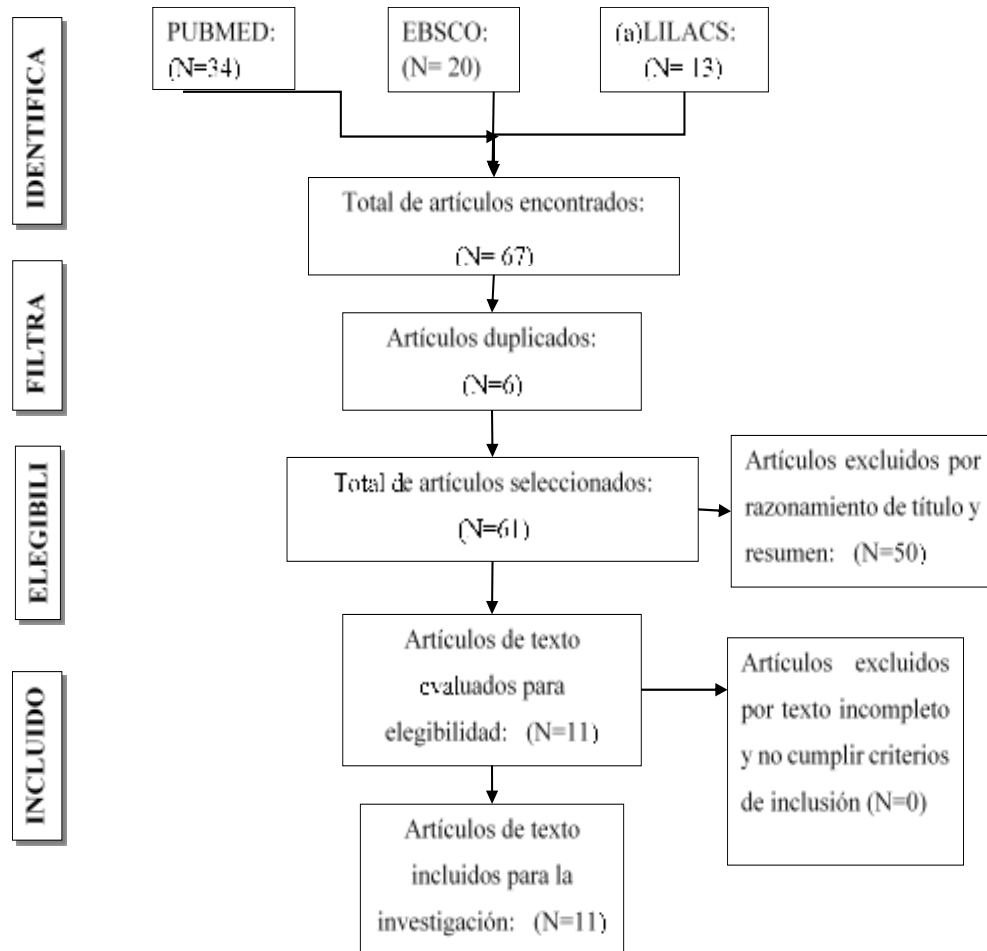 IDENTIFICA
PUBMED:
(N=34)
EBSCO:
(N= 20)
(a)LILACS:
(N= 13)
Total de artículos encontrados:
(N= 67)
FILTRA
Artículos duplicados:
(N=6)
ELEGIBILI
Total de artículos seleccionados:
(N=61)
Artículos excluidos por
razonamiento de título y
resumen: (N=50)
Artículos de texto
evaluados para
elegibilidad: (N=11)
Artículos excluidos
por texto incompleto
y no cumplir criterios
de inclusión (N=0)
INCLUIDO
Artículos de texto
incluidos para la
investigación: (N=11)